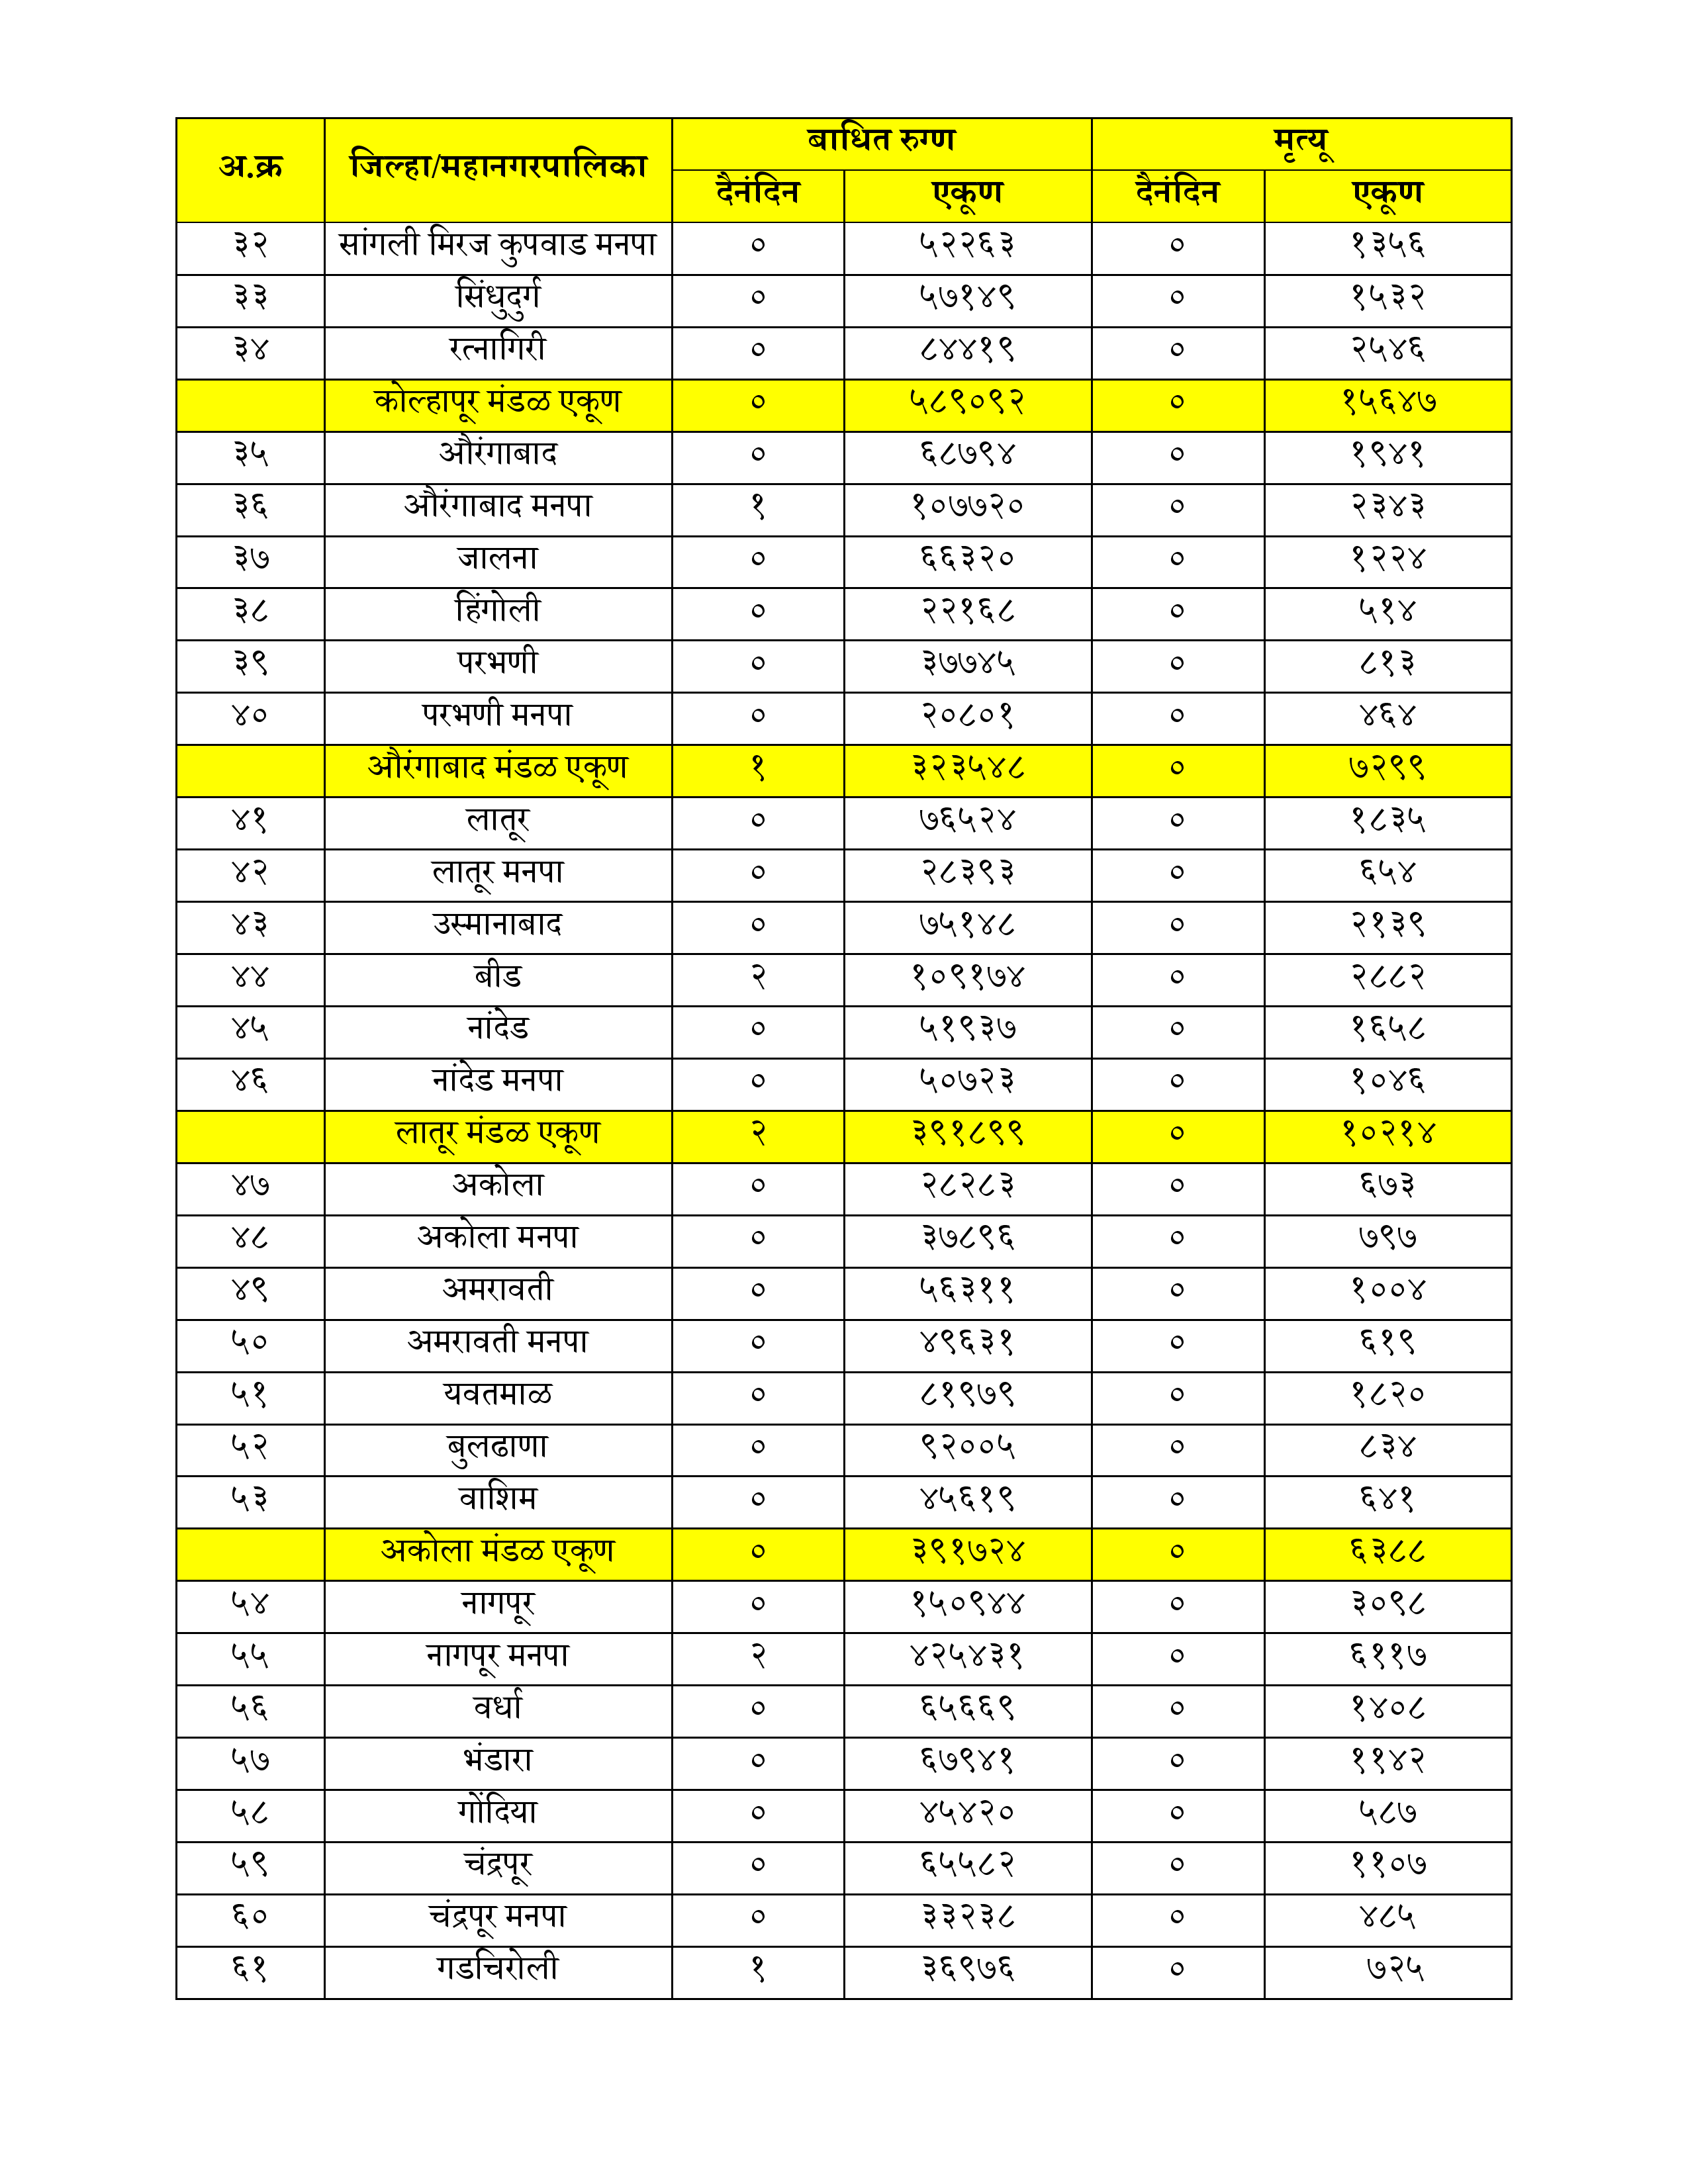 अ.क्र जिल्हा/महानगरपालिका बाधित रुग्ण मृत्यू
दैनंदिन एकूण दैनंदिन एकूण
३२ सांगली मिरज कुपवाड मनपा ० ५२२६३ ० १३५६
३३ सिंधुदुर्ग ० ५७१४९ ० १५३२
३४ रत्नागिरी ० ८४४१९ ० २५४६
कोल्हापूर मंडळ एकूण ० ५८९०९२ ० १५६४७
३५ औरंगाबाद ० ६८७९४ ० १९४१
३६ औरंगाबाद मनपा १ १०७७२० ० २३४३
३७ जालना ० ६६३२० ० १२२४
३८ हिंगोली ० २२१६८ ० ५१४
३९ परभणी ० ३७७४५ ० ८१३
४० परभणी मनपा ० २०८०१ ० ४६४
औरंगाबाद मंडळ एकूण १ ३२३५४८ ० ७२९९
४१ लातूर ० ७६५२४ ० १८३५
४२ लातूर मनपा ० २८३९३ ० ६५४
४३ उस्मानाबाद ० ७५१४८ ० २१३९
४४ बीड २ १०९१७४ ० २८८२
४५ नांदेड ० ५१९३७ ० १६५८
४६ नांदेड मनपा ० ५०७२३ ० १०४६
लातूर मंडळ एकूण २ ३९१८९९ ० १०२१४
४७ अकोला ० २८२८३ ० ६७३
४८ अकोला मनपा ० ३७८९६ ० ७९७
४९ अमरावती ० ५६३११ ० १००४
५० अमरावती मनपा ० ४९६३१ ० ६१९
५१ यवतमाळ ० ८१९७९ ० १८२०
५२ बुलढाणा ० ९२००५ ० ८३४
५३ वाशिम ० ४५६१९ ० ६४१
अकोला मंडळ एकूण ० ३९१७२४ ० ६३८८
५४ नागपूर ० १५०९४४ ० ३०९८
५५ नागपूर मनपा २ ४२५४३१ ० ६११७
५६ वर्धा ० ६५६६९ ० १४०८
५७ भंडारा ० ६७९४१ ० ११४२
५८ गोंदिया ० ४५४२० ० ५८७
५९ चंद्रपूर ० ६५५८२ ० ११०७
६० चंद्रपूर मनपा ० ३३२३८ ० ४८५
६१ गडचिरोली १ ३६९७६ ० ७२५